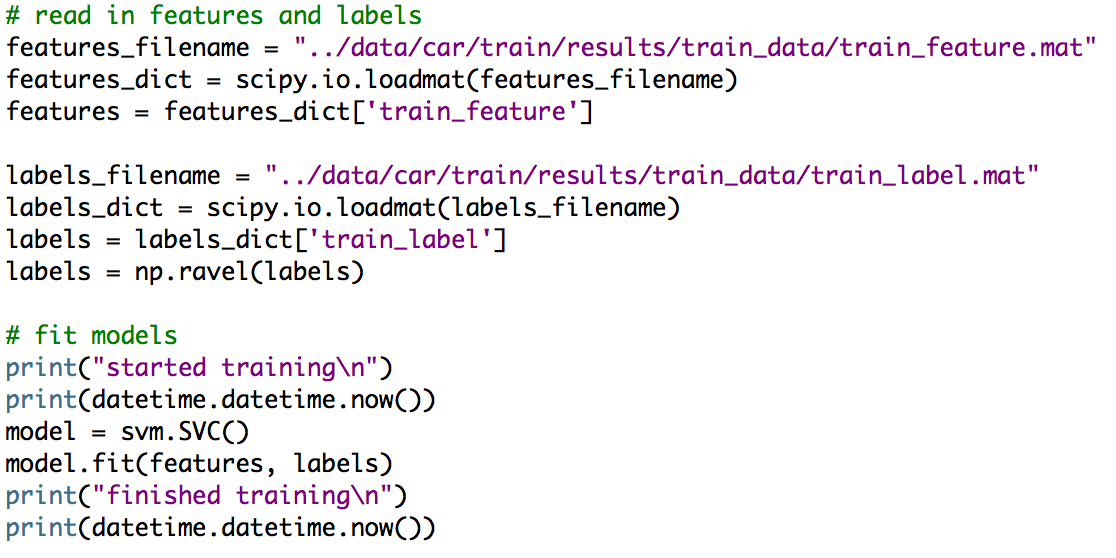 # read in features and labels
features_filename = "../data/car/train/results/train_data/train_feature.mat"
features_dict = scipy.io.loadmat(features_filename)
features = features_dict['train_feature']
labels_filename = "../data/car/train/results/train_data/train_label.mat"
labels_dict = scipy.io.loadmat(labels_filename)
labels = labels_dict['train_label']
labels = np.ravel(labels)
# fit models
print("started training\n")
print(datetime.datetime.now())
model = svm.SVC()
model.fit(features, labels)
print("finished training\n")
print(datetime.datetime.now())